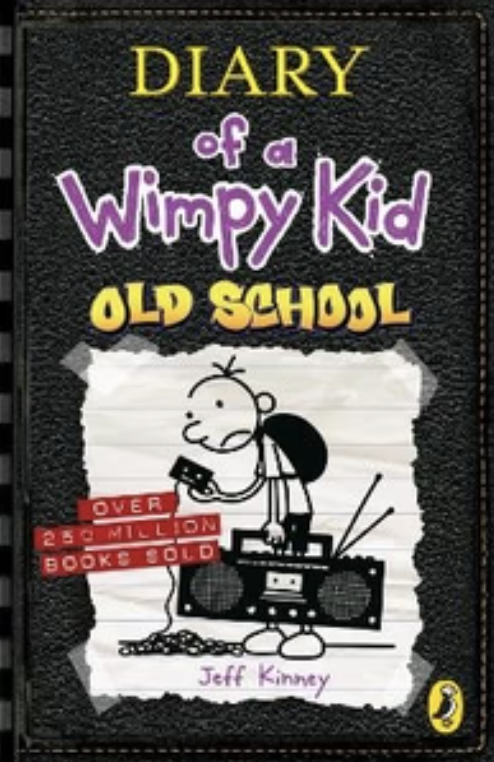 DIARY
of a
Wimpy Kid
OLD SCHOOL
OVER
250 MILLION
BOOKS SOLD
Jeff Kinney